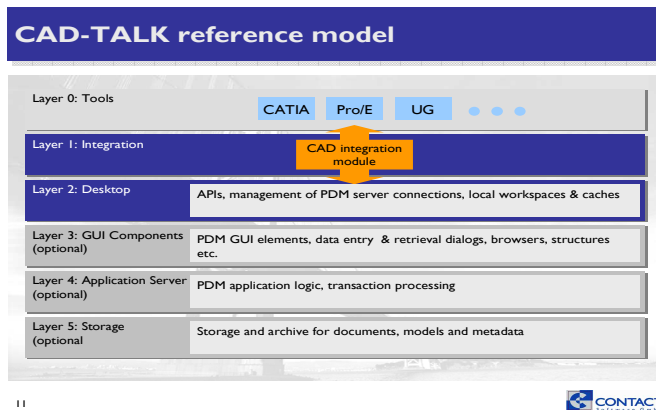 CAD-TALK reference model
Layer 0: Tools
CATIA Pro/E UG
Layer 1: Integration
CAD integration
module
Layer 2: Desktop
APIs, management of PDM server connections, local workspaces & caches
Layer 3: GUI Components
(optional)
PDM GUI elements, data entry & retrieval dialogs, browsers, structures
etc.
Layer 4: Application Server
(optional)
PDM application logic, transaction processing
Layer 5: Storage
(optional
Storage and archive for documents, models and metadata
CONTACT